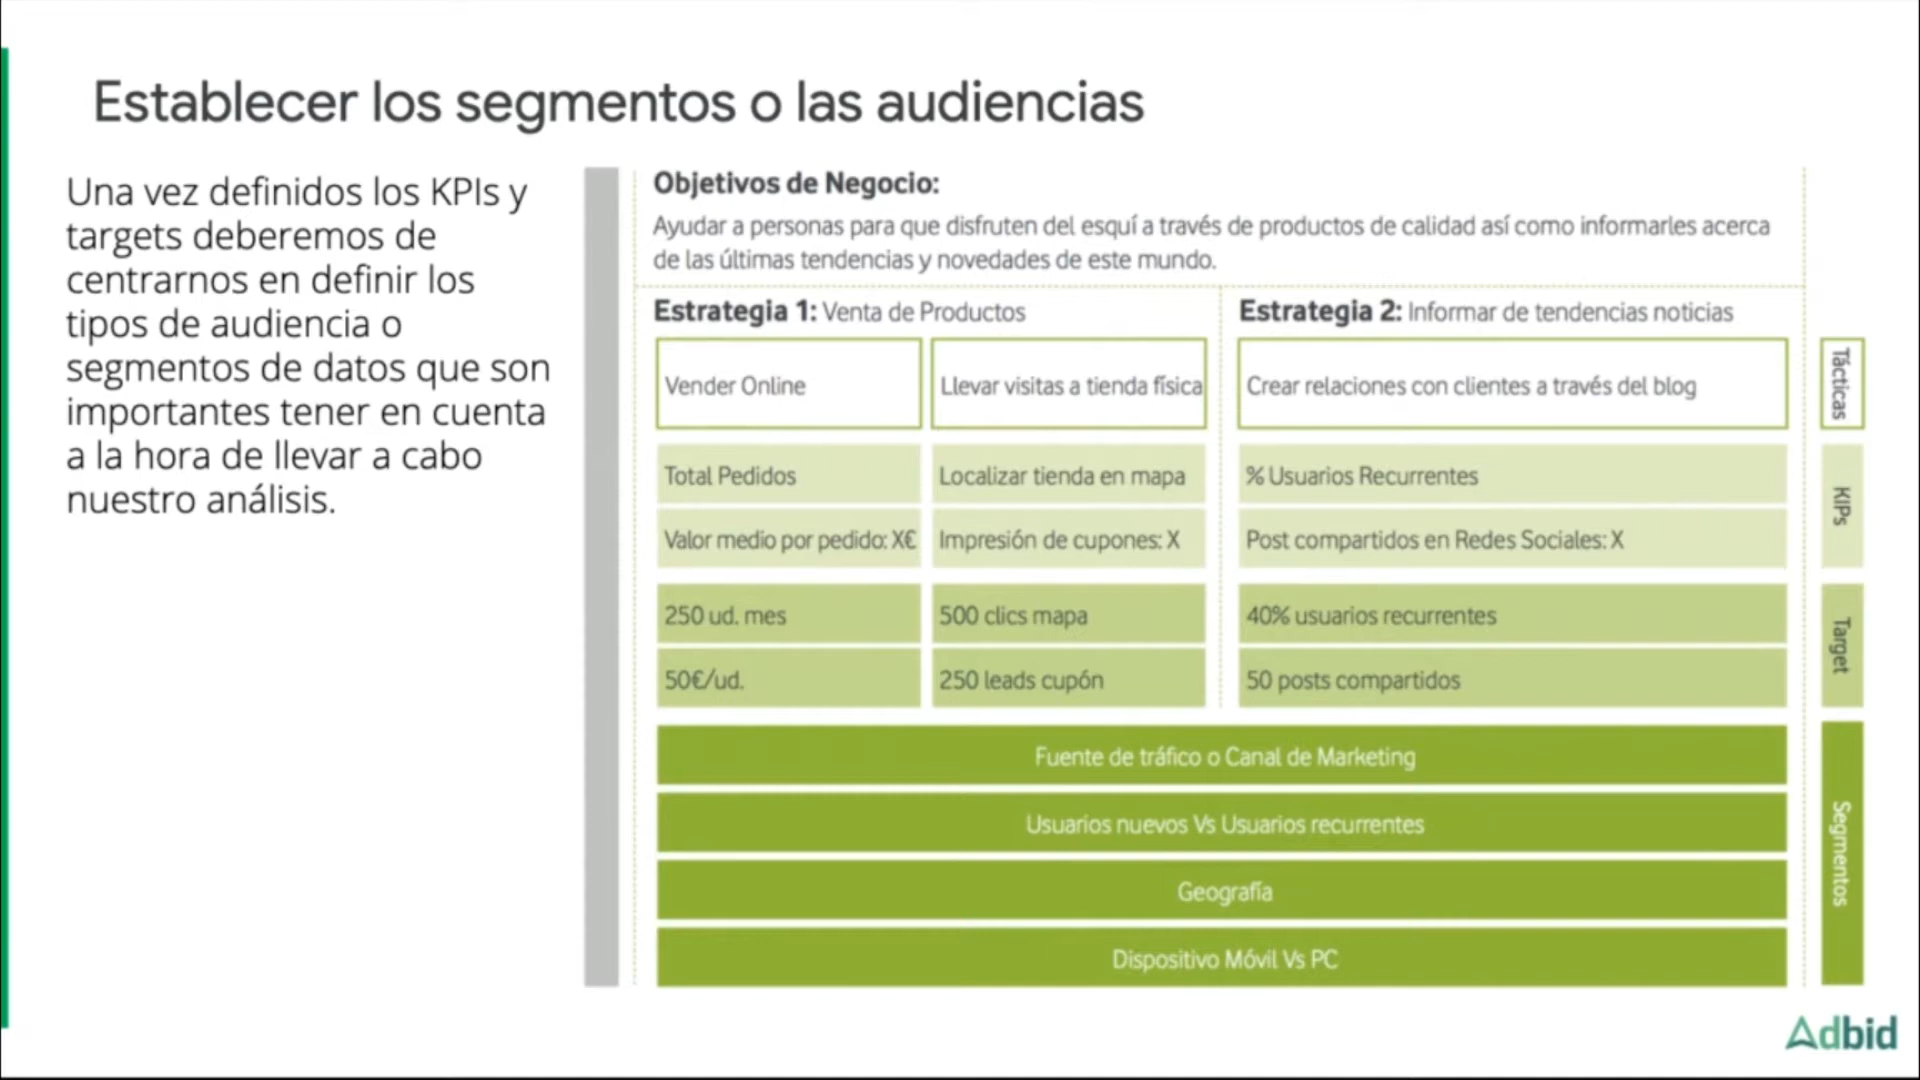 Establecer los segmentos o las audiencias
Una vez definidos los KPIs y
targets deberemos de
centrarnos en definir los
tipos de audiencia o
segmentos de datos que son
importantes tener en cuenta
a la hora de llevar a cabo
nuestro análisis.
Objetivos de Negocio:
Ayudar a personas para que disfruten del esquí a través de productos de calidad así como informarles acerca
de las últimas tendencias y novedades de este mundo.
Estrategia 1: Venta de Productos
Estrategia 2: Informar de tendencias noticias
Vender Online
Llevar visitas a tienda física
Crear relaciones con clientes a través del blog
Tácticas
Total Pedidos
Localizar tienda en mapa
% Usuarios Recurrentes
Valor medio por pedido: X€
Impresión de cupones: X
Post compartidos en Redes Sociales: X
KIPs
250 ud. mes
500 clics mapa
40% usuarios recurrentes
50€/ud.
250 leads cupón
50 posts compartidos
Target
Fuente de tráfico o Canal de Marketing
Usuarios nuevos Vs Usuarios recurrentes
Geografía
Dispositivo Móvil Vs PC
Segmentos
Adbid